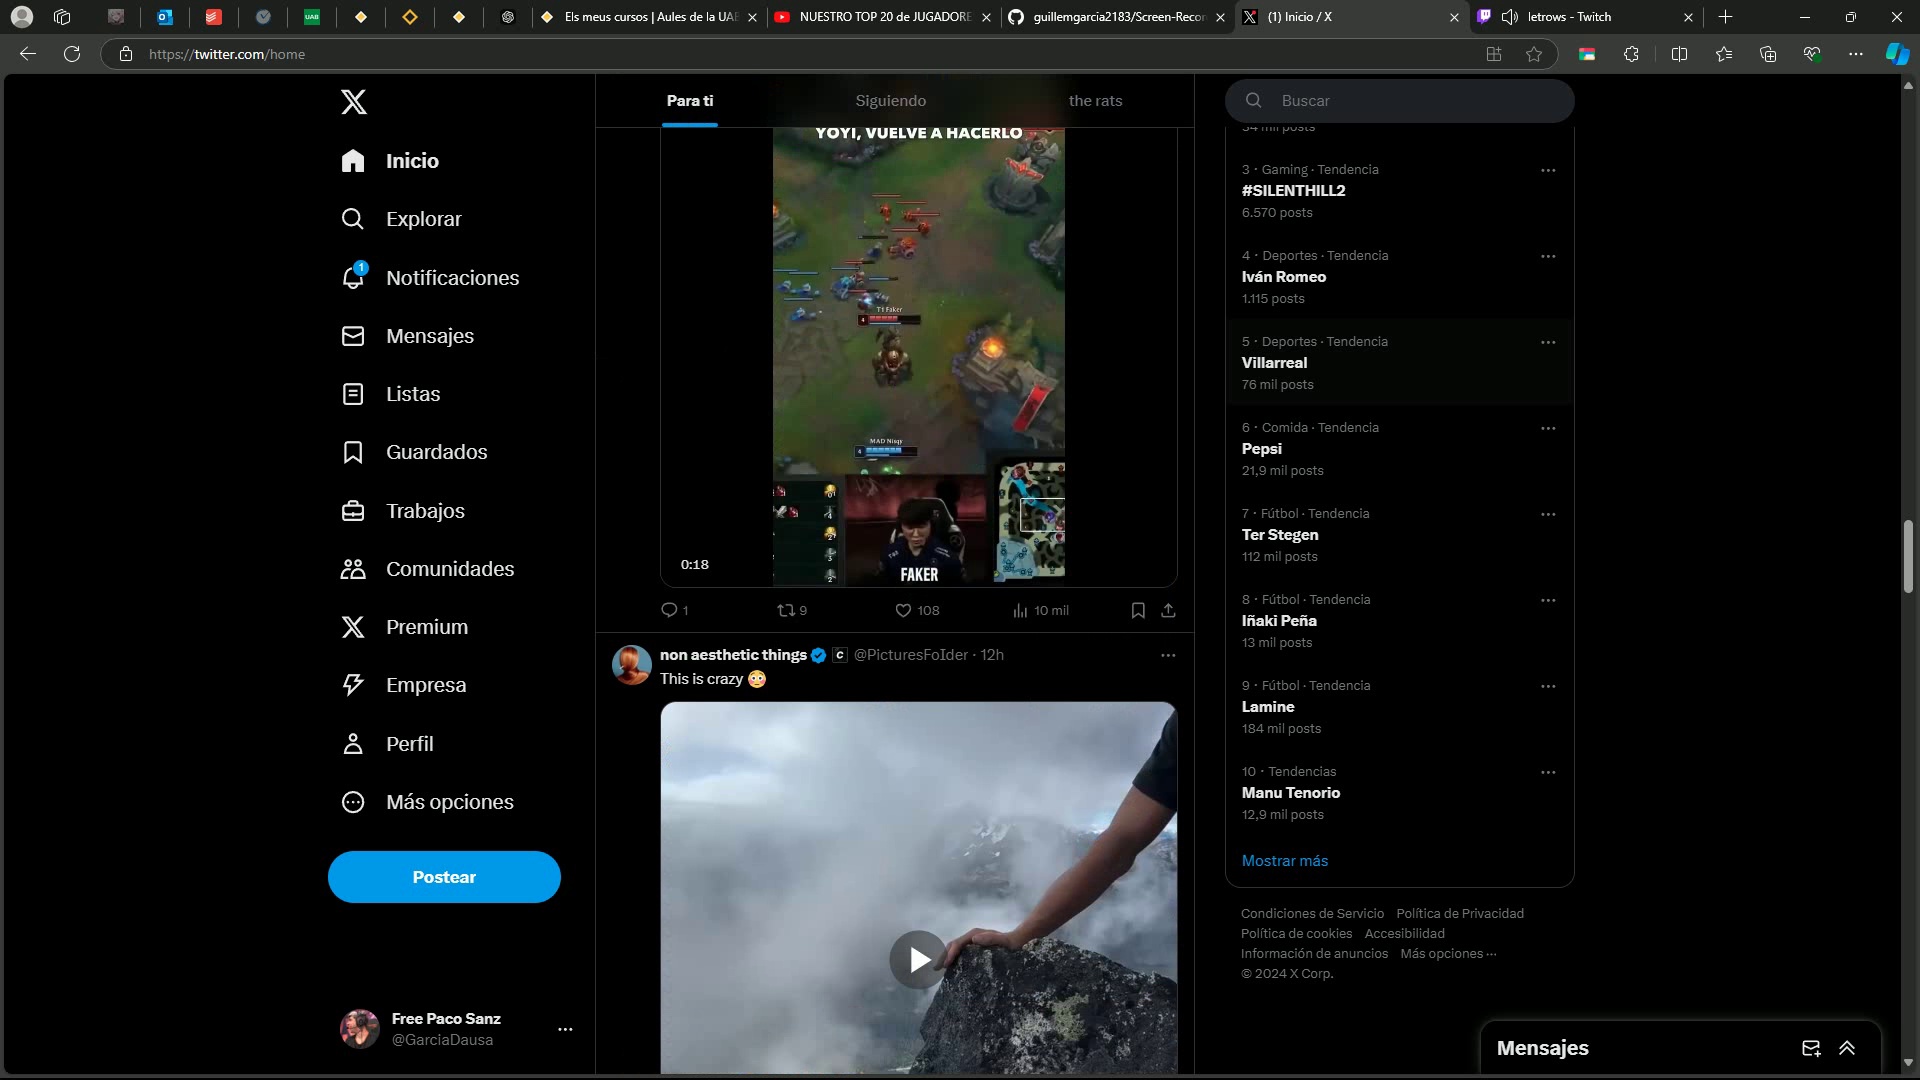 UAB
Els meus cursos | Aules de la UAB
NUESTRO TOP 20 de JUGADORE
guillemgarcia2183/Screen-Recor
(1) Inicio / X
letrows - Twitch
https://twitter.com/home
Para ti
Siguiendo
the rats
Buscar
Inicio
Explorar
1
Notificaciones
Mensajes
Listas
Guardados
Trabajos
Comunidades
Premium
Empresa
Perfil
Más opciones
Postear
Free Paco Sanz
@GarciaDausa
YOYI, VUELVE A HACERLO
T1 Faker
4
MAD Nisqy
4
0:18
FAKER
1
9
108
10 mil
non aesthetic things @PicturesFoIder · 12h
This is crazy 😳
34 mil posts
3 · Gaming · Tendencia
#SILENTHILL2
6.570 posts
4 · Deportes · Tendencia
Iván Romeo
1.115 posts
5 · Deportes · Tendencia
Villarreal
76 mil posts
6 · Comida · Tendencia
Pepsi
21,9 mil posts
7 · Fútbol · Tendencia
Ter Stegen
112 mil posts
8 · Fútbol · Tendencia
Iñaki Peña
13 mil posts
9 · Fútbol · Tendencia
Lamine
184 mil posts
10 · Tendencias
Manu Tenorio
12,9 mil posts
Mostrar más
Condiciones de Servicio Política de Privacidad
Política de cookies Accesibilidad
Información de anuncios Más opciones ···
© 2024 X Corp.
Mensajes